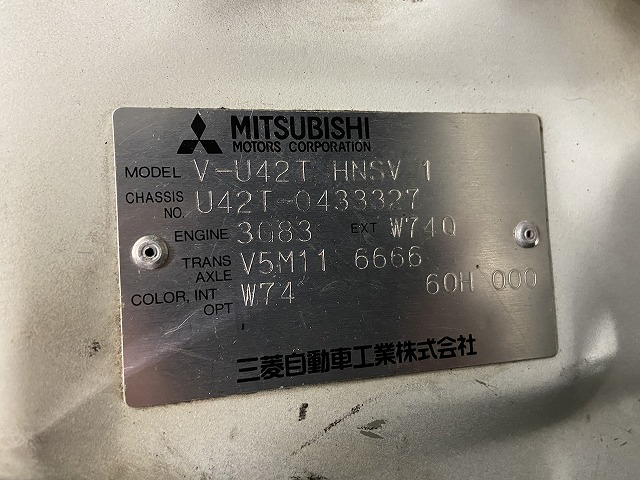 MITSUBISHI
MOTORS CORPORATION
MODEL V-U42T HNSV 1
CHASSIS NO. U42T-0433327
ENGINE 3G83 EXT W74Q
TRANS AXLE V5M11 6666
COLOR, INT OPT W74 60H 000
三菱自動車工業株式会社